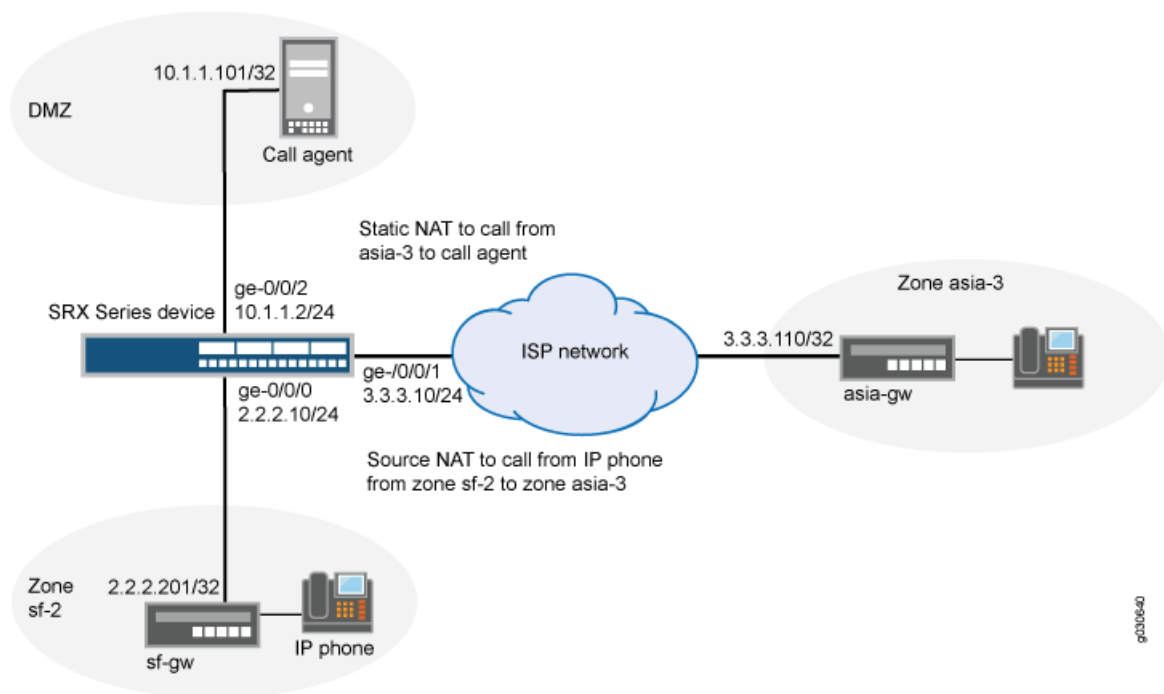 10.1.1.101/32
DMZ
Call agent
Static NAT to call from
asia-3 to call agent
ge-0/0/2
10.1.1.2/24
SRX Series device
Zone asia-3
ISP network
3.3.3.110/32
ge-/0/0/1
3.3.3.10/24
ge-0/0/0
2.2.2.10/24
asia-gw
Source NAT to call from IP phone
from zone sf-2 to zone asia-3
Zone
sf-2
2.2.2.201/32
IP phone
sf-gw
g030640